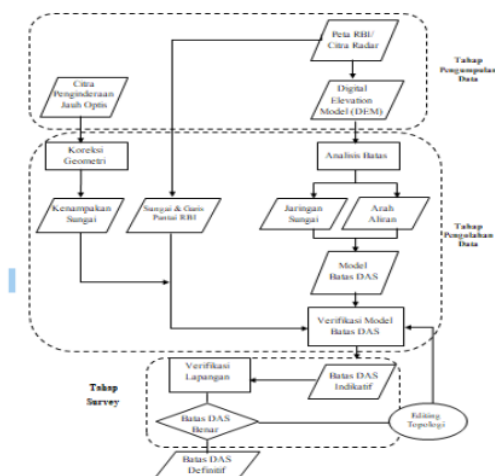 Peta RBI/
Citra Radar
Tahap
Pengumpulan
Data
Citra
Penginderaan
Jauh Optis
Digital
Elevation
Model (DEM)
Koreksi
Geometri
Analisis Batas
Kenampakan
Sungai
Sungai & Garis
Pantai RBI
Jaringan
Sungai
Arah
Aliran
Tahap
Pengolahan
Data
Model
Batas DAS
Verifikasi Model
Batas DAS
Verifikasi
Lapangan
Batas DAS
Indikatif
Tahap
Survey
Batas DAS
Benar
Editing
Topologi
Batas DAS
Definitif